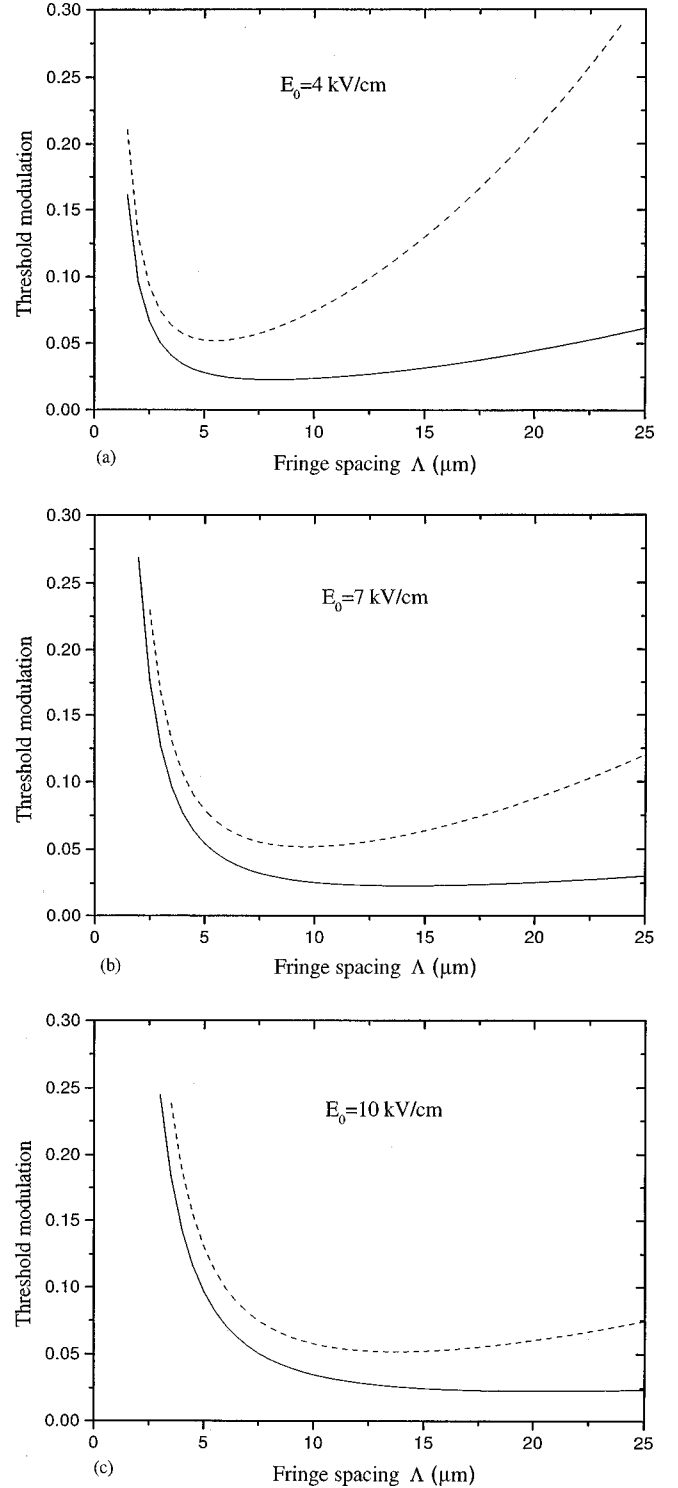 0.30
0.25
0.20
0.15
0.10
0.05
0.00
Threshold modulation
E₀=4 kV/cm
0 5 10 15 20 25
(a)
Fringe spacing Λ (μm)
0.30
0.25
0.20
0.15
0.10
0.05
0.00
Threshold modulation
E₀=7 kV/cm
0 5 10 15 20 25
(b)
Fringe spacing Λ (μm)
0.30
0.25
0.20
0.15
0.10
0.05
0.00
Threshold modulation
E₀=10 kV/cm
0 5 10 15 20 25
(c)
Fringe spacing Λ (μm)